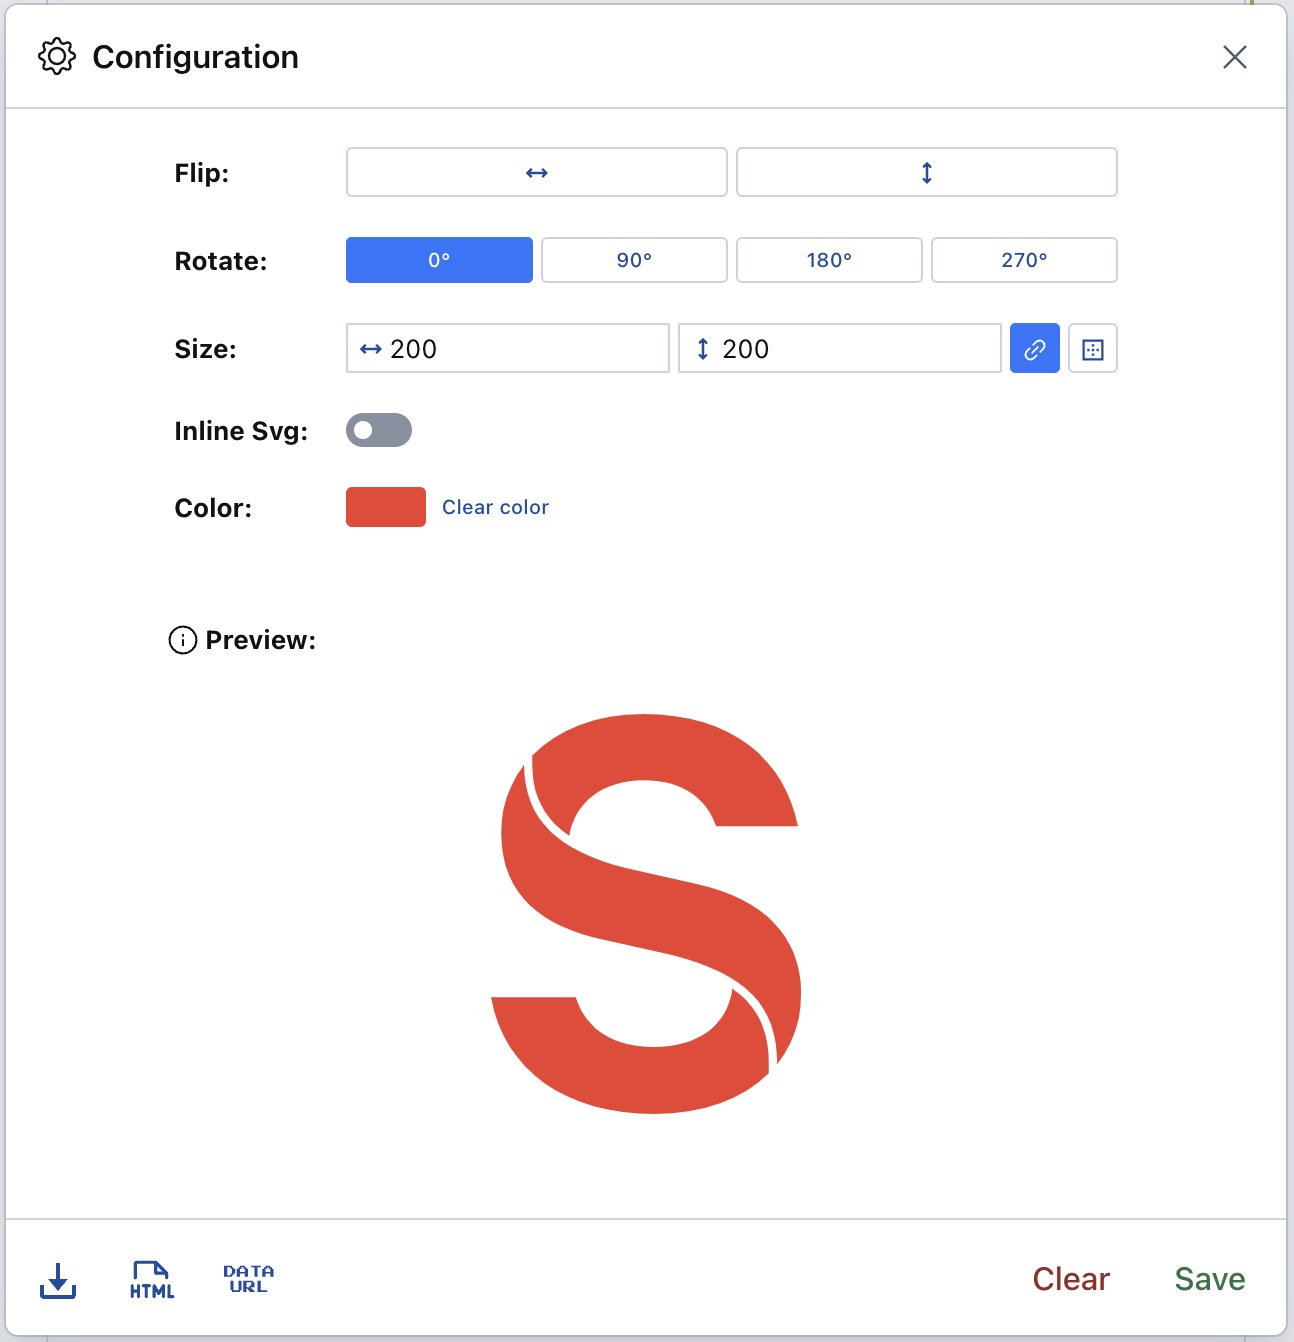 Configuration
Flip:
Rotate: 0° 90° 180° 270°
Size: 200 200
Inline Svg:
Color: Clear color
Preview:
S
HTML DATA URL Clear Save